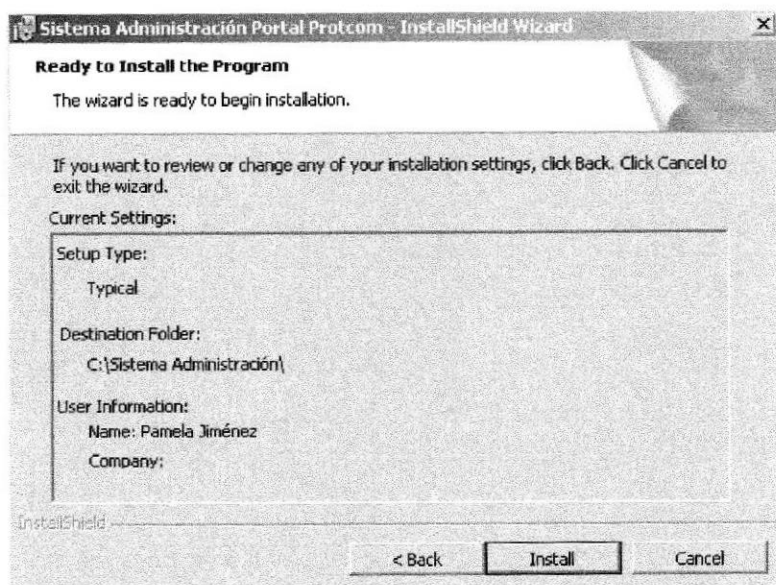 Sistema Administración Portal Protcom - InstallShield Wizard
Ready to Install the Program
The wizard is ready to begin installation.
If you want to review or change any of your installation settings, click Back. Click Cancel to
exit the wizard.
Current Settings:
Setup Type:
Typical
Destination Folder:
C:\Sistema Administración\
User Information:
Name: Pamela Jiménez
Company:
InstallShield
< Back Install Cancel